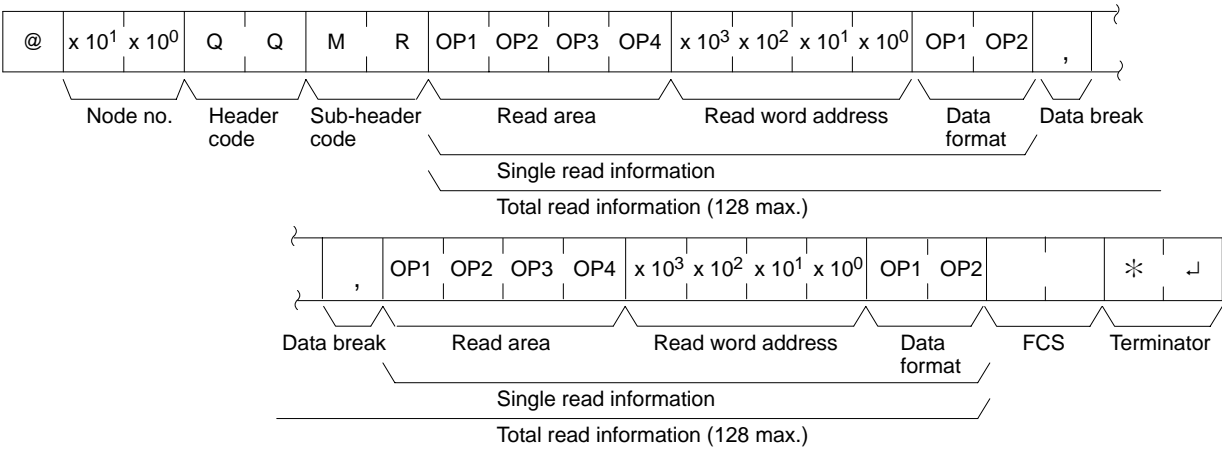 @ x 10¹ x 10⁰ Q Q M R OP1 OP2 OP3 OP4 x 10³ x 10² x 10¹ x 10⁰ OP1 OP2 ,
Node no. Header code Sub-header code Read area Read word address Data format Data break
Single read information
Total read information (128 max.)
, OP1 OP2 OP3 OP4 x 10³ x 10² x 10¹ x 10⁰ OP1 OP2 * ↵
Data break Read area Read word address Data format FCS Terminator
Single read information
Total read information (128 max.)